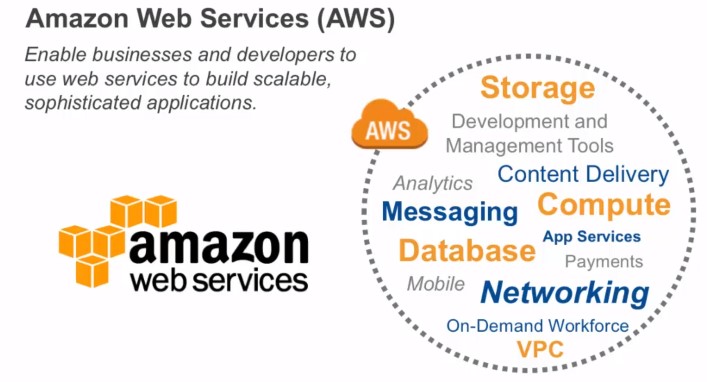 Amazon Web Services (AWS)
Enable businesses and developers to
use web services to build scalable,
sophisticated applications.
AWS
Storage
Development and
Management Tools
Content Delivery
Analytics
Messaging
Compute
App Services
Database
Payments
Mobile
Networking
On-Demand Workforce
VPC
amazon
web services